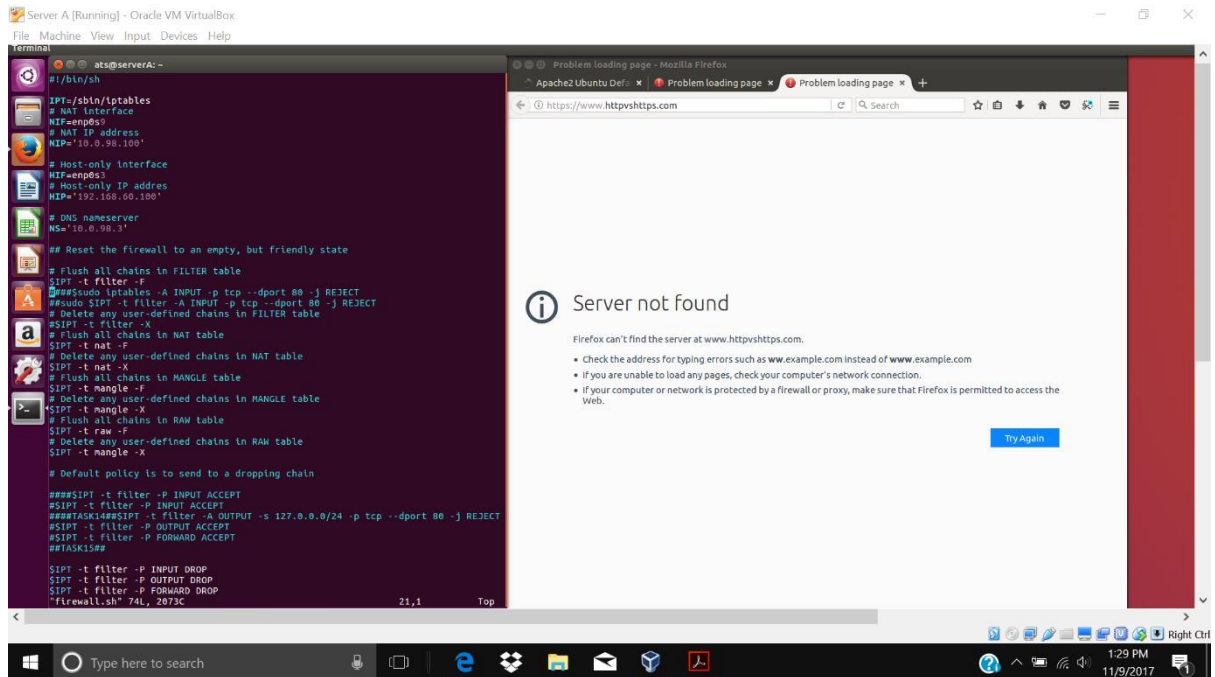 Server A [Running] - Oracle VM VirtualBox
File Machine View Input Devices Help
Terminal
ats@serverA: ~
#!/bin/sh
IPT=/sbin/iptables
# NAT interface
NIF=enp0s9
# NAT IP address
NIP='10.0.98.100'
# Host-only interface
HIF=enp0s3
# Host-only IP addres
HIP='192.168.60.100'
# DNS nameserver
NS='10.0.98.3'
## Reset the firewall to an empty, but friendly state
# Flush all chains in FILTER table
$IPT -t filter -F
####$sudo iptables -A INPUT -p tcp --dport 80 -j REJECT
##sudo $IPT -t filter -A INPUT -p tcp --dport 80 -j REJECT
# Delete any user-defined chains in FILTER table
#$IPT -t filter -X
# Flush all chains in NAT table
$IPT -t nat -F
# Delete any user-defined chains in NAT table
$IPT -t nat -X
# Flush all chains in MANGLE table
$IPT -t mangle -F
# Delete any user-defined chains in MANGLE table
$IPT -t mangle -X
# Flush all chains in RAW table
$IPT -t raw -F
# Delete any user-defined chains in RAW table
$IPT -t mangle -X
# Default policy is to send to a dropping chain
####$IPT -t filter -P INPUT ACCEPT
#$IPT -t filter -P INPUT ACCEPT
####TASK14##$IPT -t filter -A OUTPUT -s 127.0.0.0/24 -p tcp --dport 80 -j REJECT
#$IPT -t filter -P OUTPUT ACCEPT
#$IPT -t filter -P FORWARD ACCEPT
##TASK15##
$IPT -t filter -P INPUT DROP
$IPT -t filter -P OUTPUT DROP
$IPT -t filter -P FORWARD DROP
"firewall.sh" 74L, 2073C 21,1 Top
Problem loading page - Mozilla Firefox
Apache2 Ubuntu Defa Problem loading page Problem loading page
https://www.httpvshttps.com Search
Server not found
Firefox can't find the server at www.httpvshttps.com.
• Check the address for typing errors such as ww.example.com instead of www.example.com
• If you are unable to load any pages, check your computer's network connection.
• If your computer or network is protected by a firewall or proxy, make sure that Firefox is permitted to access the
Web.
Try Again
Right Ctrl
Type here to search
1:29 PM
11/9/2017